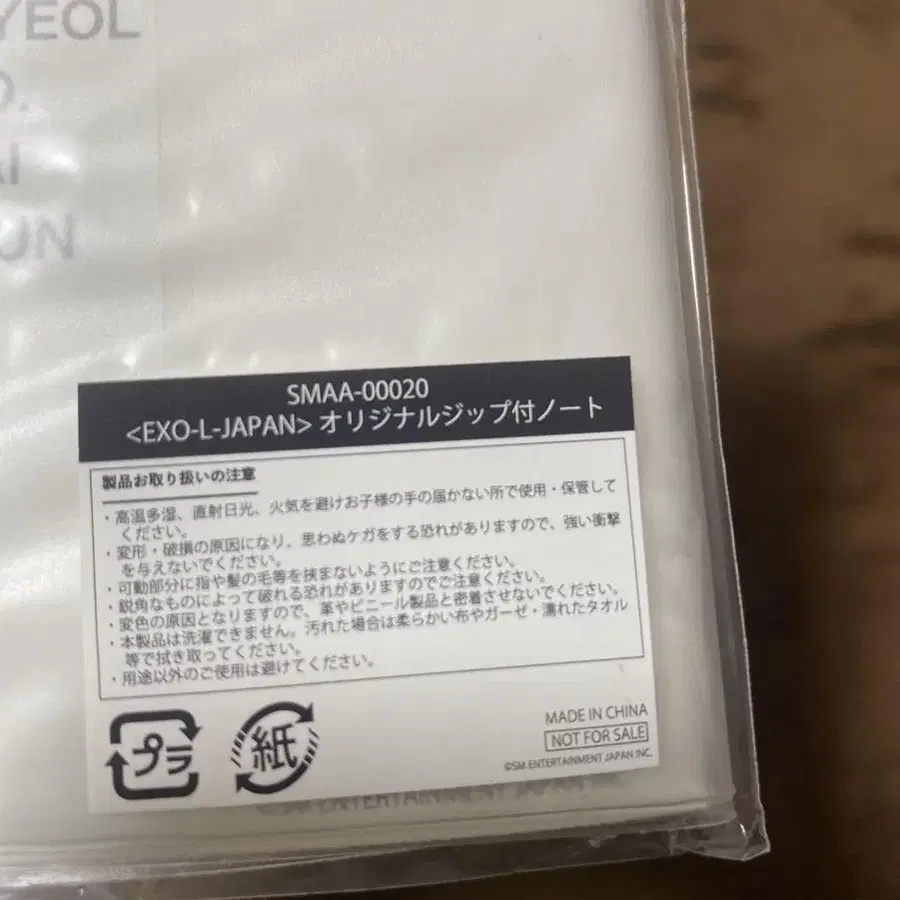 YEOL
UN
SMAA-00020
<EXO-L-JAPAN> オリジナルジップ付ノート
製品お取り扱いの注意
・高温多湿、直射日光、火気を避けお子様の手の届かない所で使用・保管して
ください。
・変形・破損の原因になり、思わぬケガをする恐れがありますので、強い衝撃
を与えないでください。
・可動部分に指や髪の毛等を挟まないようにご注意ください。
・鋭角なものによって破れる恐れがありますのでご注意ください。
・変色の原因となりますので、革やビニール製品と密着させないでください。
・本製品は洗濯できません。汚れた場合は柔らかい布やガーゼ・濡れたタオル
等で拭き取ってください。
・用途以外のご使用は避けてください。
プラ
紙
MADE IN CHINA
NOT FOR SALE
©SM ENTERTAINMENT JAPAN INC.
©SM ENTERTAINMENT JAPAN INC